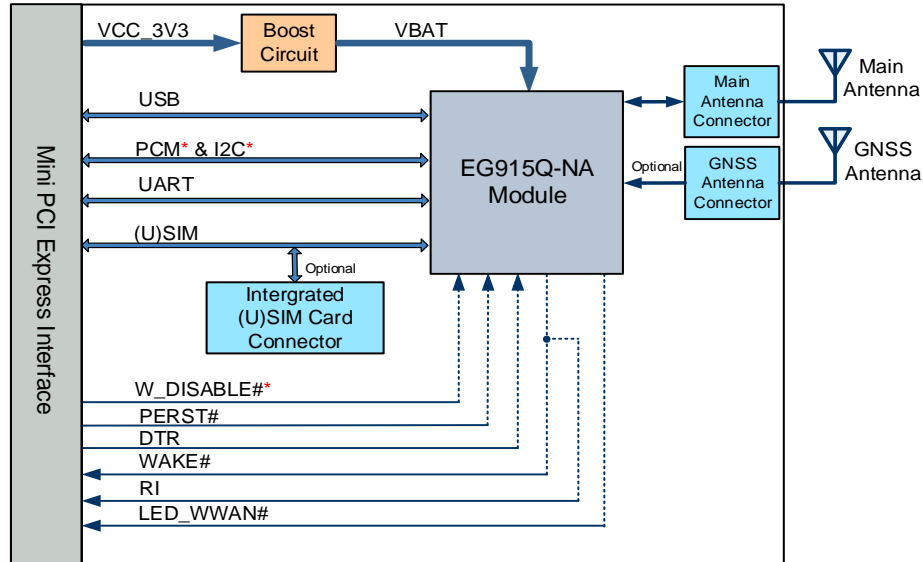 VCC_3V3
Boost
Circuit
VBAT
Main
Antenna
Connector
Main
Antenna
USB
PCM* & I2C*
UART
(U)SIM
EG915Q-NA
Module
Optional
GNSS
Antenna
Connector
GNSS
Antenna
Optional
Intergrated
(U)SIM Card
Connector
Mini PCI Express Interface
W_DISABLE#*
PERST#
DTR
WAKE#
RI
LED_WWAN#